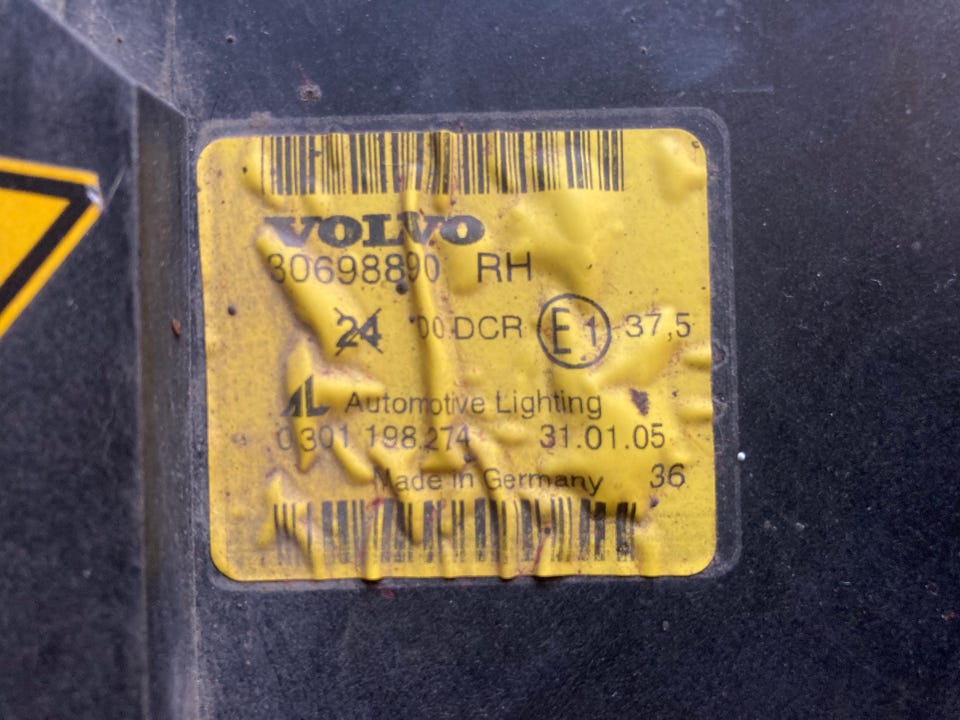 VOLVO
30698890 RH
24 00 DCR E1 37,5
AL Automotive Lighting
0 301 198.274 31.01.05
Made in Germany 36